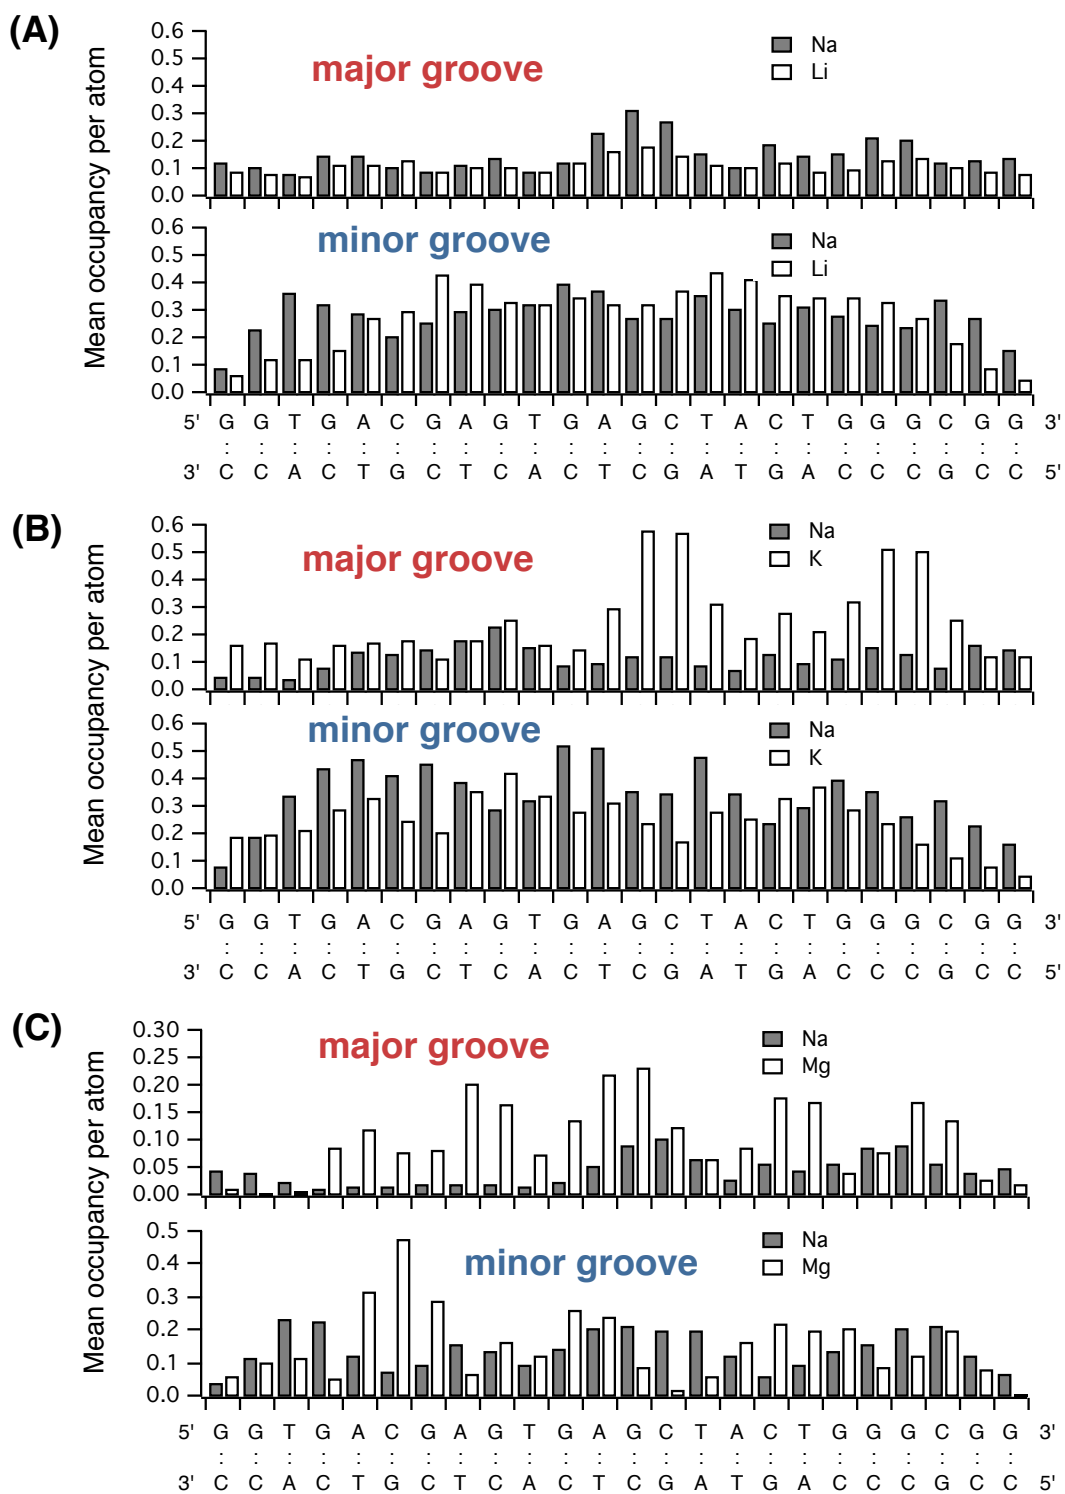 (A)
Mean occupancy per atom
0.6
0.5
0.4
0.3
0.2
0.1
0.0
major groove
Na
Li
0.6
0.5
0.4
0.3
0.2
0.1
0.0
minor groove
Na
Li
5' G G T G A C G A G T G A G C T A C T G G G C G G 3'
: : : : : : : : : : : : : : : : : : : : : : : :
3' C C A C T G C T C A C T C G A T G A C C C G C C 5'
(B)
Mean occupancy per atom
0.6
0.5
0.4
0.3
0.2
0.1
0.0
major groove
Na
K
0.6
0.5
0.4
0.3
0.2
0.1
0.0
minor groove
Na
K
5' G G T G A C G A G T G A G C T A C T G G G C G G 3'
: : : : : : : : : : : : : : : : : : : : : : : :
3' C C A C T G C T C A C T C G A T G A C C C G C C 5'
(C)
Mean occupancy per atom
0.30
0.25
0.20
0.15
0.10
0.05
0.00
major groove
Na
Mg
0.5
0.4
0.3
0.2
0.1
0.0
minor groove
Na
Mg
5' G G T G A C G A G T G A G C T A C T G G G C G G 3'
: : : : : : : : : : : : : : : : : : : : : : : :
3' C C A C T G C T C A C T C G A T G A C C C G C C 5'